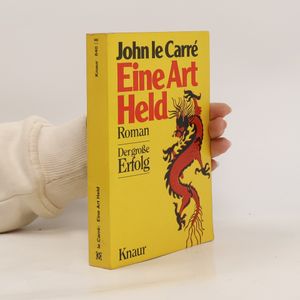 John le Carré
Eine Art
Held
Roman
Der große
Erfolg
Knaur
Knaur
le Carré: Eine Art Held